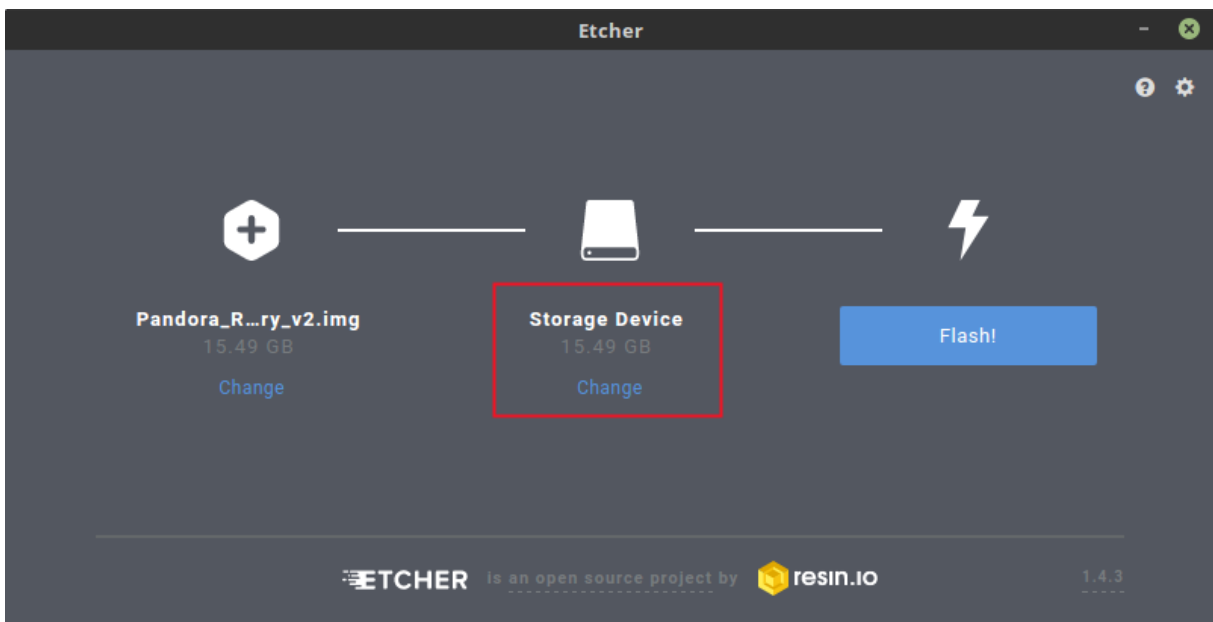 Etcher
Pandora_R...ry_v2.img
15.49 GB
Change
Storage Device
15.49 GB
Change
Flash!
ETCHER is an open source project by resin.io 1.4.3